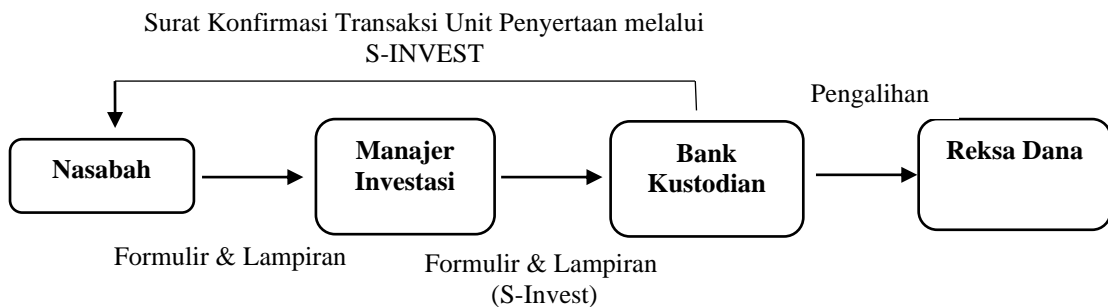 Surat Konfirmasi Transaksi Unit Penyertaan melalui
S-INVEST
Pengalihan
Nasabah
Manajer
Investasi
Bank
Kustodian
Reksa Dana
Formulir & Lampiran
Formulir & Lampiran
(S-Invest)